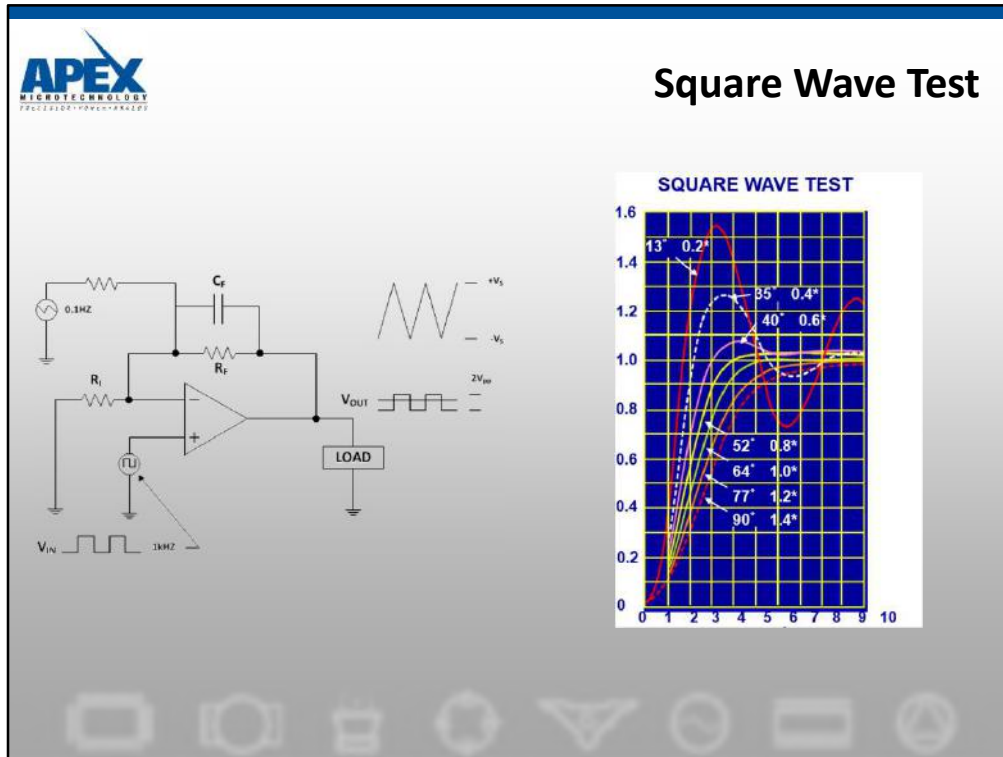 APEX
MICROTECHNOLOGY
PRECISION•POWER•ANALOG
Square Wave Test
0.1HZ
CF
RF
RI
−
+
+VS
-VS
2VPP
VOUT
LOAD
VIN
1kHZ
SQUARE WAVE TEST
1.6
1.4
1.2
1.0
0.8
0.6
0.4
0.2
0
13˚ 0.2*
35˚ 0.4*
40˚ 0.6*
52˚ 0.8*
64˚ 1.0*
77˚ 1.2*
90˚ 1.4*
0 1 2 3 4 5 6 7 8 9 10